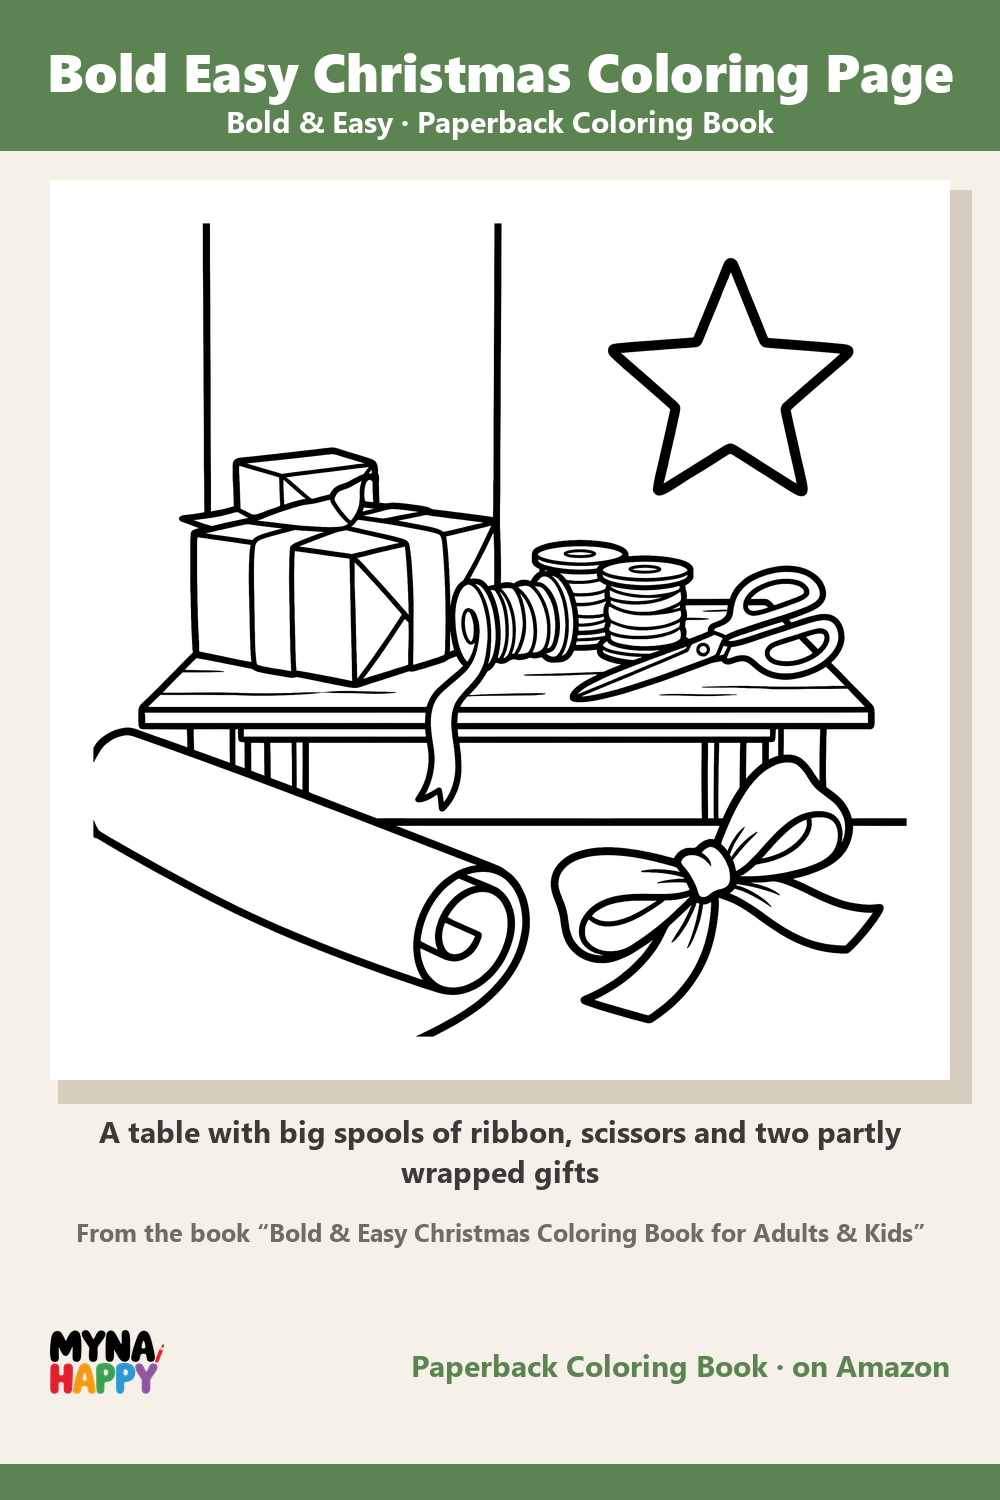 Bold Easy Christmas Coloring Page
Bold & Easy · Paperback Coloring Book
A table with big spools of ribbon, scissors and two partly
wrapped gifts
From the book “Bold & Easy Christmas Coloring Book for Adults & Kids”
MYNA
HAPPY
Paperback Coloring Book · on Amazon